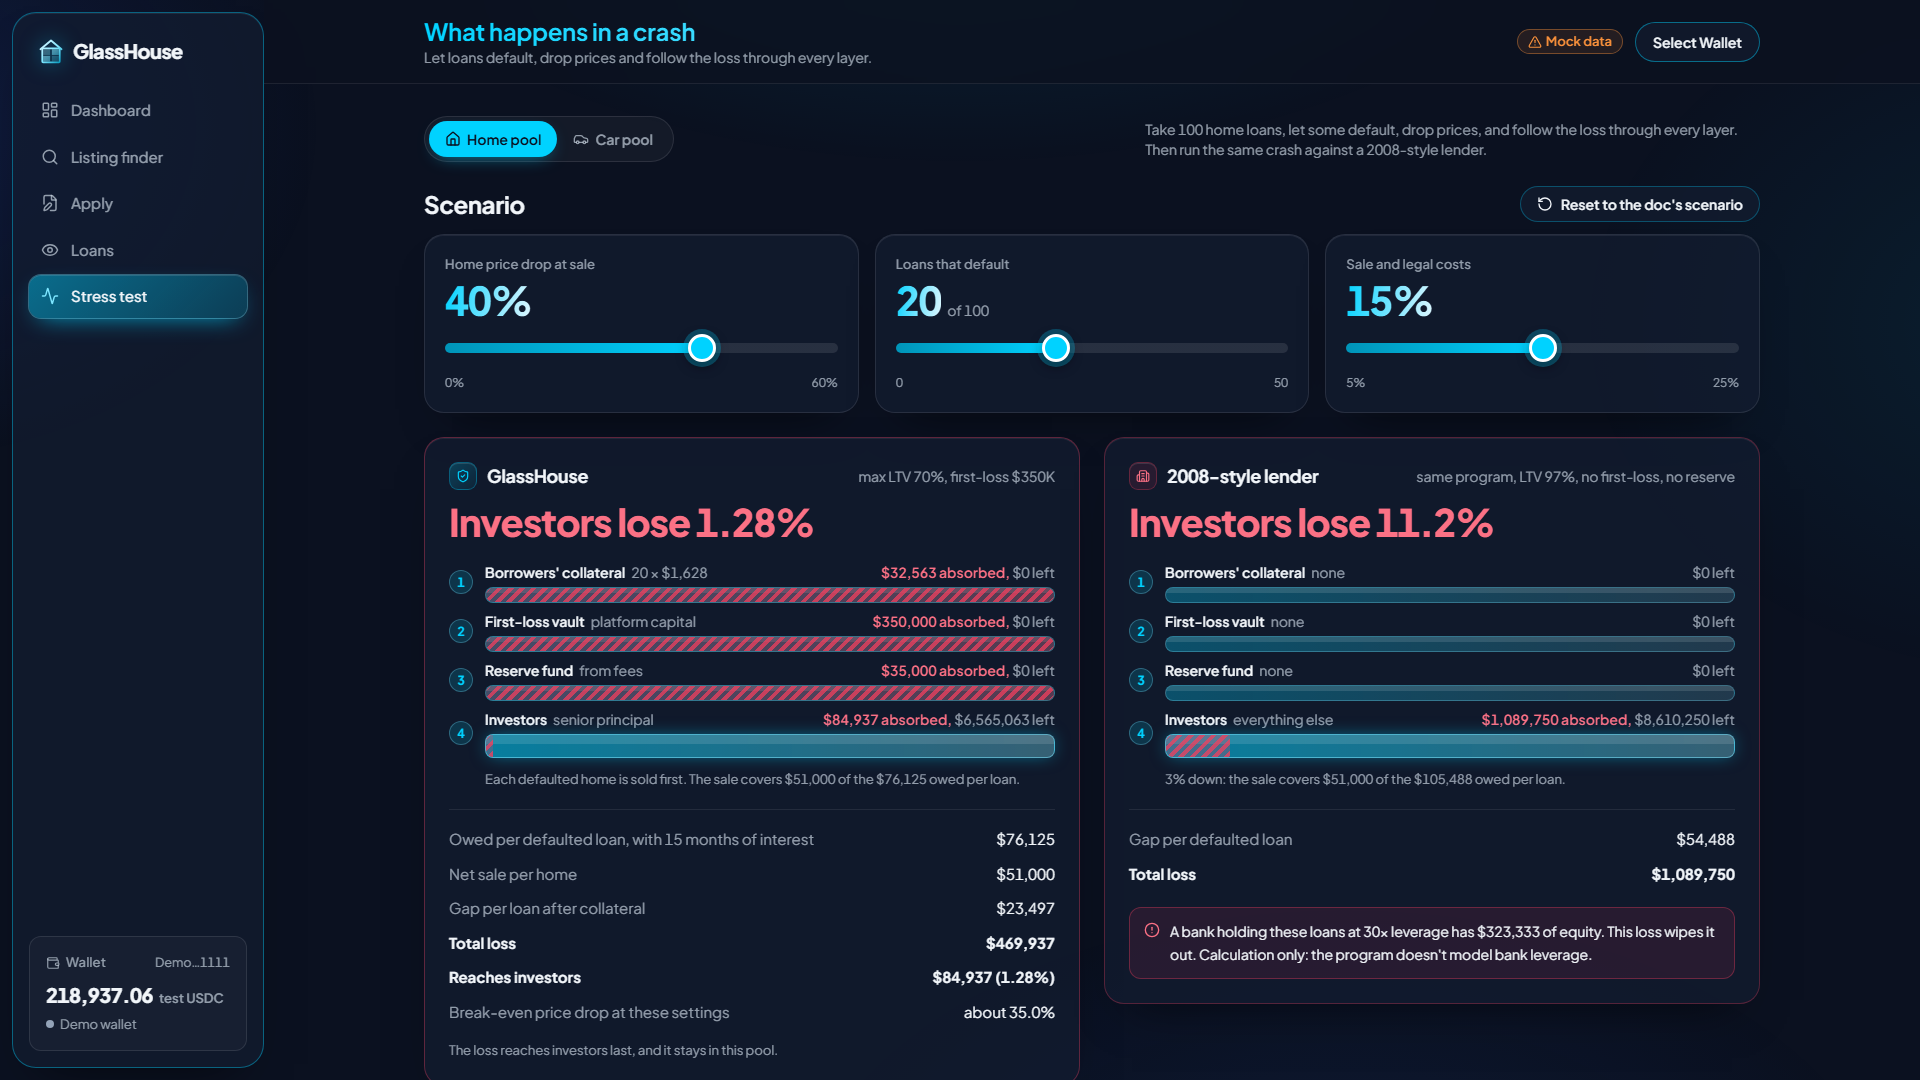 GlassHouse
Dashboard
Listing finder
Apply
Loans
Stress test
Wallet Demo...1111
218,937.06 test USDC
Demo wallet
What happens in a crash
Let loans default, drop prices and follow the loss through every layer.
Mock data
Select Wallet
Home pool
Car pool
Take 100 home loans, let some default, drop prices, and follow the loss through every layer.
Then run the same crash against a 2008-style lender.
Scenario
Reset to the doc's scenario
Home price drop at sale
40%
0% 60%
Loans that default
20 of 100
0 50
Sale and legal costs
15%
5% 25%
GlassHouse max LTV 70%, first-loss $350K
Investors lose 1.28%
1 Borrowers' collateral 20 × $1,628 $32,563 absorbed, $0 left
2 First-loss vault platform capital $350,000 absorbed, $0 left
3 Reserve fund from fees $35,000 absorbed, $0 left
4 Investors senior principal $84,937 absorbed, $6,565,063 left
Each defaulted home is sold first. The sale covers $51,000 of the $76,125 owed per loan.
Owed per defaulted loan, with 15 months of interest $76,125
Net sale per home $51,000
Gap per loan after collateral $23,497
Total loss $469,937
Reaches investors $84,937 (1.28%)
Break-even price drop at these settings about 35.0%
The loss reaches investors last, and it stays in this pool.
2008-style lender same program, LTV 97%, no first-loss, no reserve
Investors lose 11.2%
1 Borrowers' collateral none $0 left
2 First-loss vault none $0 left
3 Reserve fund none $0 left
4 Investors everything else $1,089,750 absorbed, $8,610,250 left
3% down: the sale covers $51,000 of the $105,488 owed per loan.
Gap per defaulted loan $54,488
Total loss $1,089,750
A bank holding these loans at 30× leverage has $323,333 of equity. This loss wipes it
out. Calculation only: the program doesn't model bank leverage.